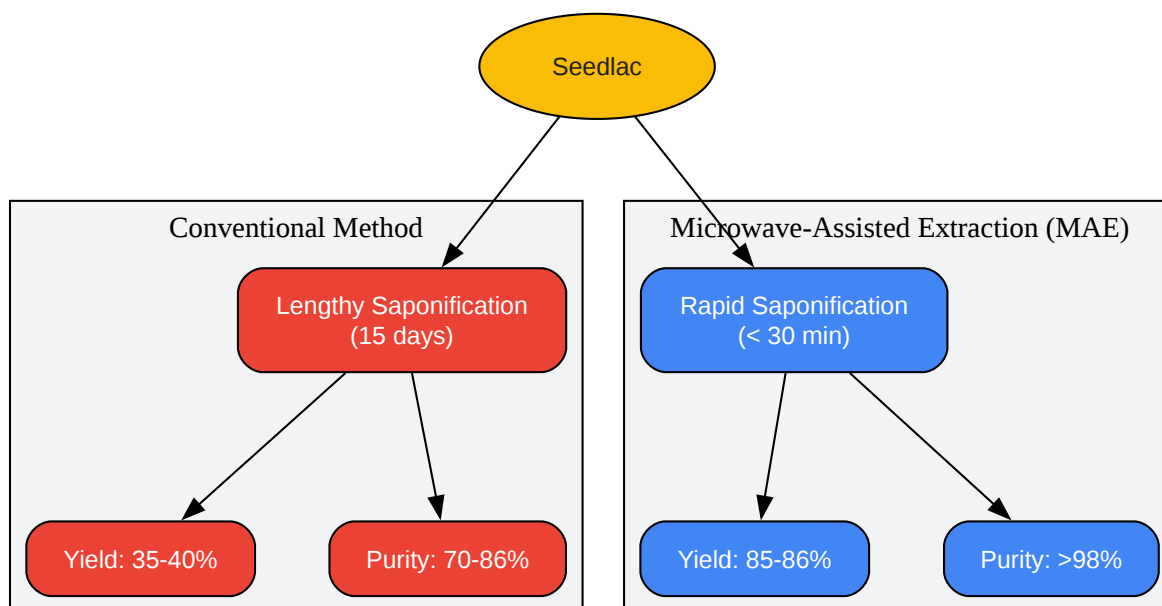 Seedlac
Conventional Method
Lengthy Saponification
(15 days)
Yield: 35-40%
Purity: 70-86%
Microwave-Assisted Extraction (MAE)
Rapid Saponification
(< 30 min)
Yield: 85-86%
Purity: >98%